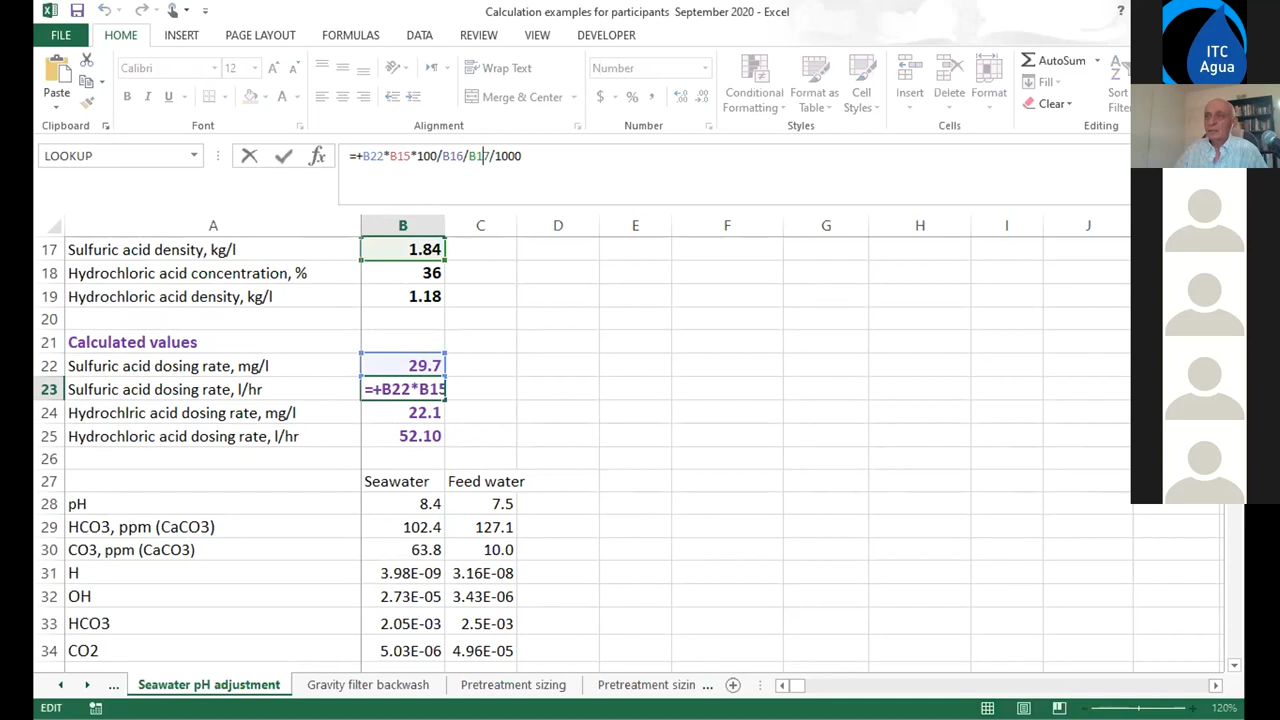 Calculation examples for participants September 2020 - Excel
?
FILE HOME INSERT PAGE LAYOUT FORMULAS DATA REVIEW VIEW DEVELOPER
Calibri 12 Wrap Text Number AutoSum
Paste Fill
B I U Merge & Center $ % , Conditional Formatting Format as Table Cell Styles Insert Delete Format Clear Sort Filter
Clipboard Font Alignment Number Styles Cells Editing
LOOKUP =+B22*B15*100/B16/B17/1000
A B C D E F G H I J
17 Sulfuric acid density, kg/l 1.84
18 Hydrochloric acid concentration, % 36
19 Hydrochloric acid density, kg/l 1.18
20
21 Calculated values
22 Sulfuric acid dosing rate, mg/l 29.7
23 Sulfuric acid dosing rate, l/hr =+B22*B15
24 Hydrochlric acid dosing rate, mg/l 22.1
25 Hydrochloric acid dosing rate, l/hr 52.10
26
27 Seawater Feed water
28 pH 8.4 7.5
29 HCO3, ppm (CaCO3) 102.4 127.1
30 CO3, ppm (CaCO3) 63.8 10.0
31 H 3.98E-09 3.16E-08
32 OH 2.73E-05 3.43E-06
33 HCO3 2.05E-03 2.5E-03
34 CO2 5.03E-06 4.96E-05
... Seawater pH adjustment Gravity filter backwash Pretreatment sizing Pretreatment sizin ...
EDIT 120%
ITC
Agua